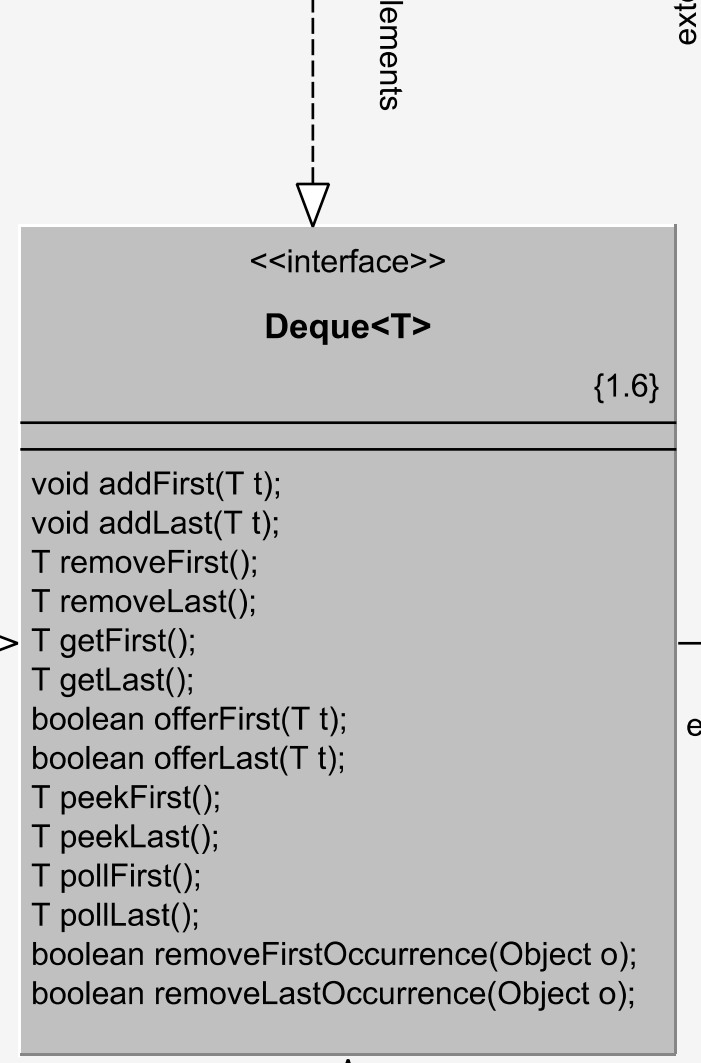 lements
exte
<<interface>>
Deque<T>
{1.6}
void addFirst(T t);
void addLast(T t);
T removeFirst();
T removeLast();
T getFirst();
T getLast();
boolean offerFirst(T t);
boolean offerLast(T t);
T peekFirst();
T peekLast();
T pollFirst();
T pollLast();
boolean removeFirstOccurrence(Object o);
boolean removeLastOccurrence(Object o);
e